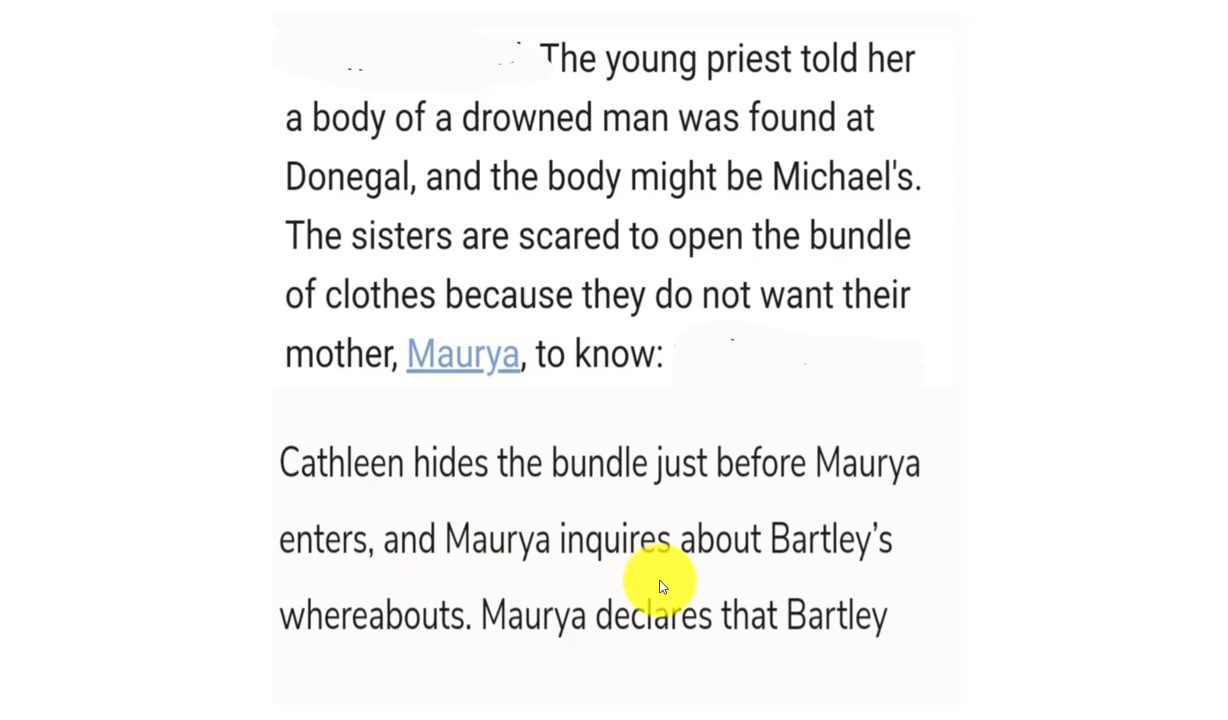 The young priest told her
a body of a drowned man was found at
Donegal, and the body might be Michael's.
The sisters are scared to open the bundle
of clothes because they do not want their
mother, Maurya, to know:
Cathleen hides the bundle just before Maurya
enters, and Maurya inquires about Bartley’s
whereabouts. Maurya declares that Bartley